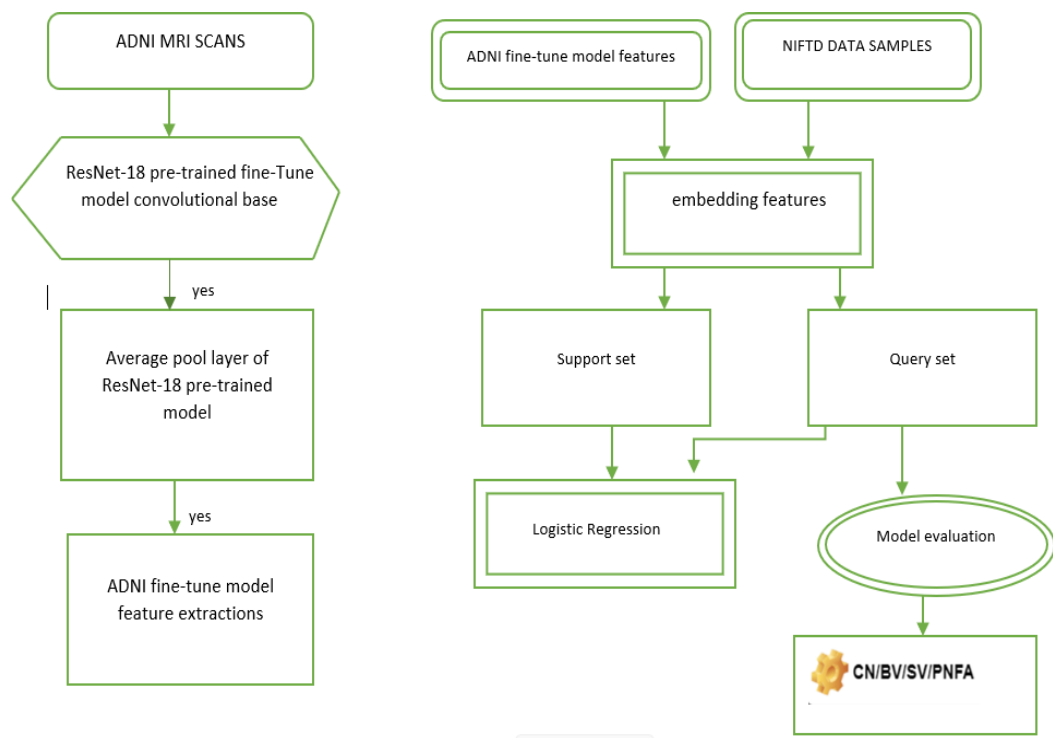 ADNI MRI SCANS
ResNet-18 pre-trained fine-Tune
model convolutional base
yes
Average pool layer of
ResNet-18 pre-trained
model
yes
ADNI fine-tune model
feature extractions
ADNI fine-tune model features
NIFTD DATA SAMPLES
embedding features
Support set
Query set
Logistic Regression
Model evaluation
CN/BV/SV/PNFA